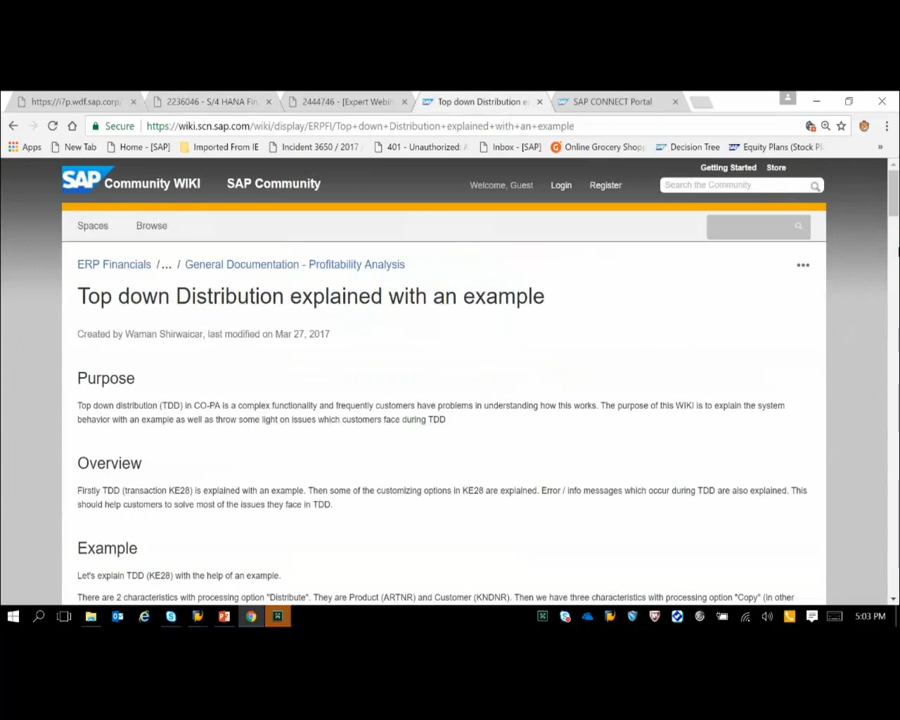 https://i7p.wdf.sap.corp
2236046 - S/4 HANA Fin
2444746 - [Expert Webin
Top down Distribution e
SAP CONNECT Portal
Secure
https://wiki.scn.sap.com/wiki/display/ERPFI/Top+down+Distribution+explained+with+an+example
Apps
New Tab
Home - [SAP]
Imported From IE
Incident 3650 / 2017
401 - Unauthorized:
Inbox - [SAP]
Online Grocery Shop
Decision Tree
Equity Plans (Stock Pl
SAP Community WIKI
SAP Community
Getting Started
Store
Welcome, Guest
Login
Register
Search the Community
Spaces
Browse
ERP Financials /... / General Documentation - Profitability Analysis
Top down Distribution explained with an example
Created by Waman Shirwaicar, last modified on Mar 27, 2017
Purpose
Top down distribution (TDD) in CO-PA is a complex functionality and frequently customers have problems in understanding how this works. The purpose of this WIKI is to explain the system
behavior with an example as well as throw some light on issues which customers face during TDD
Overview
Firstly TDD (transaction KE28) is explained with an example. Then some of the customizing options in KE28 are explained. Error / info messages which occur during TDD are also explained. This
should help customers to solve most of the issues they face in TDD.
Example
Let's explain TDD (KE28) with the help of an example.
There are 2 characteristics with processing option "Distribute". They are Product (ARTNR) and Customer (KNDNR). Then we have three characteristics with processing option "Copy" (in other
5:03 PM